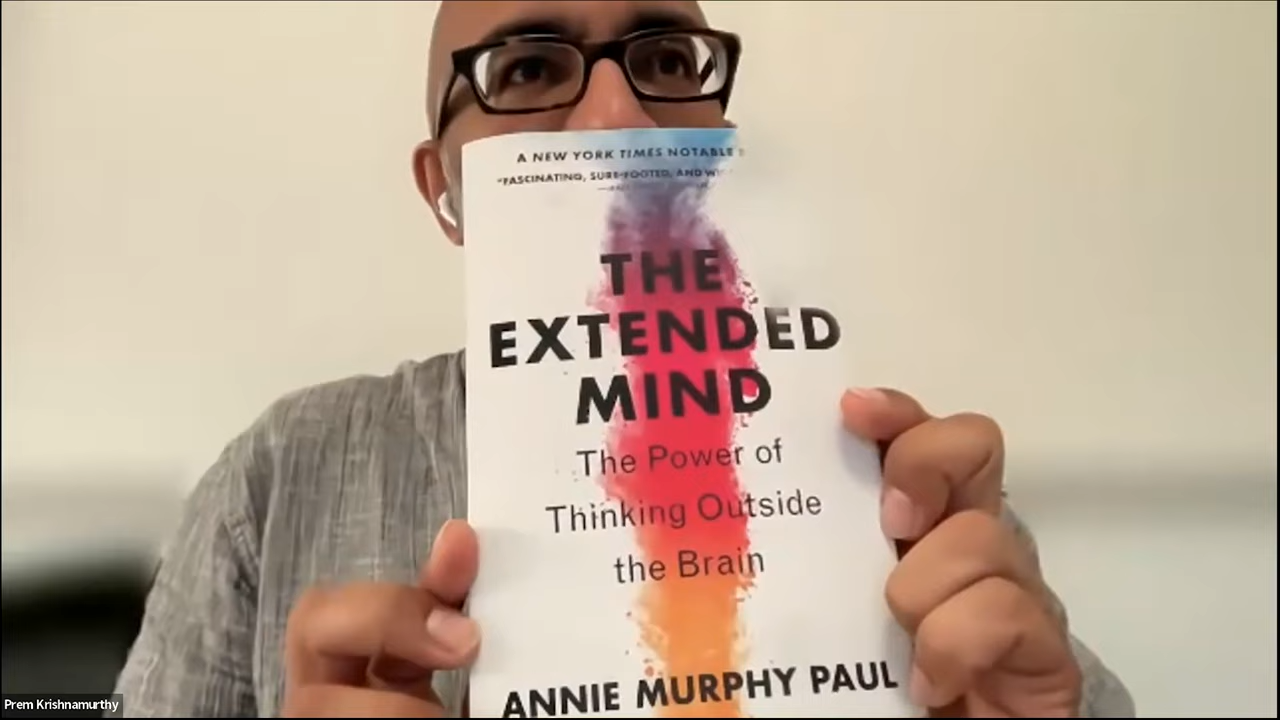 A NEW YORK TIMES NOTABLE
"FASCINATING, SURE-FOOTED, AND
THE
EXTENDED
MIND
The Power of
Thinking Outside
the Brain
ANNIE MURPHY PAUL
Prem Krishnamurthy